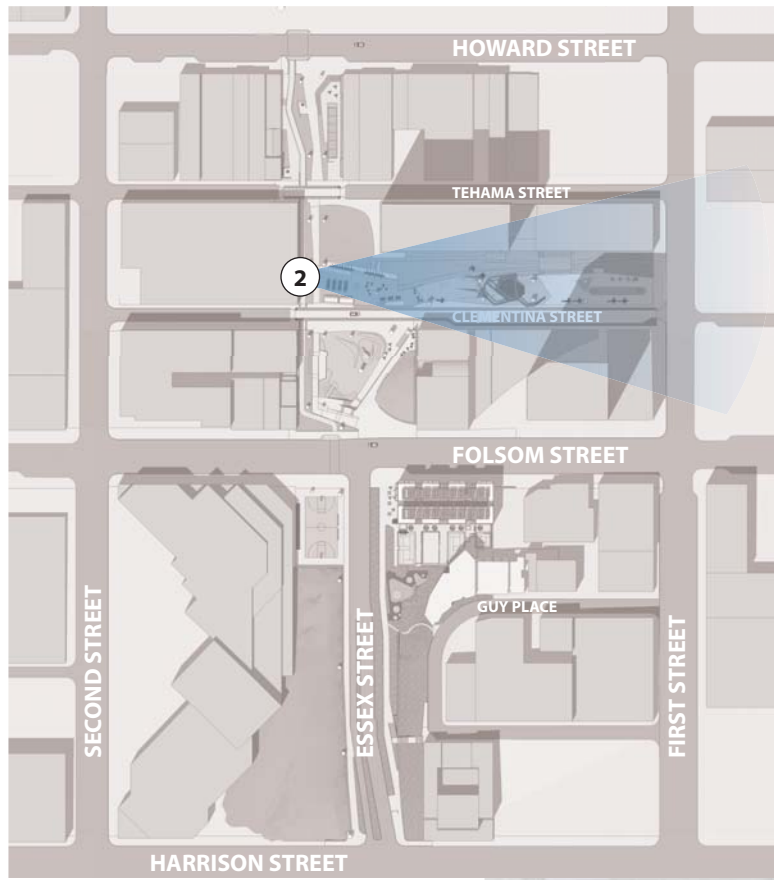 HOWARD STREET
TEHAMA STREET
2
CLEMENTINA STREET
FOLSOM STREET
GUY PLACE
SECOND STREET
ESSEX STREET
FIRST STREET
HARRISON STREET